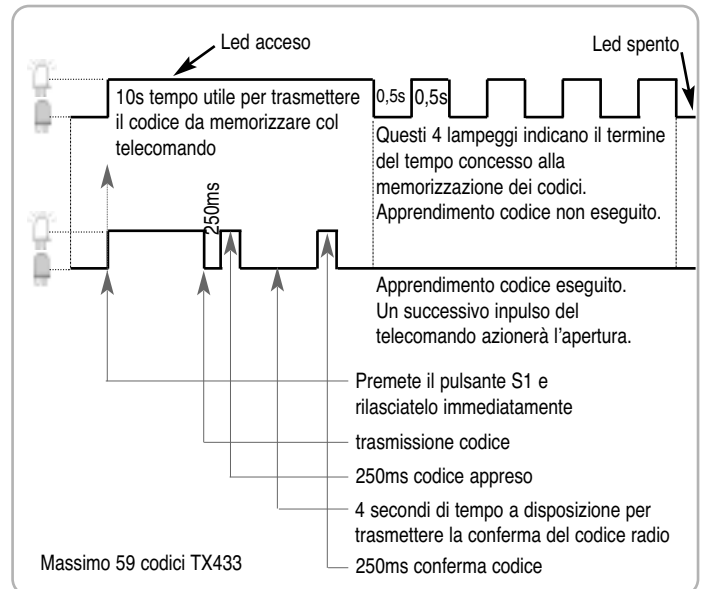 Led acceso
Led spento
10s tempo utile per trasmettere
il codice da memorizzare col
telecomando
0,5s 0,5s
Questi 4 lampeggi indicano il termine
del tempo concesso alla
memorizzazione dei codici.
Apprendimento codice non eseguito.
250ms
Apprendimento codice eseguito.
Un successivo inpulso del
telecomando azionerà l'apertura.
Premete il pulsante S1 e
rilasciatelo immediatamente
trasmissione codice
250ms codice appreso
4 secondi di tempo a disposizione per
trasmettere la conferma del codice radio
250ms conferma codice
Massimo 59 codici TX433